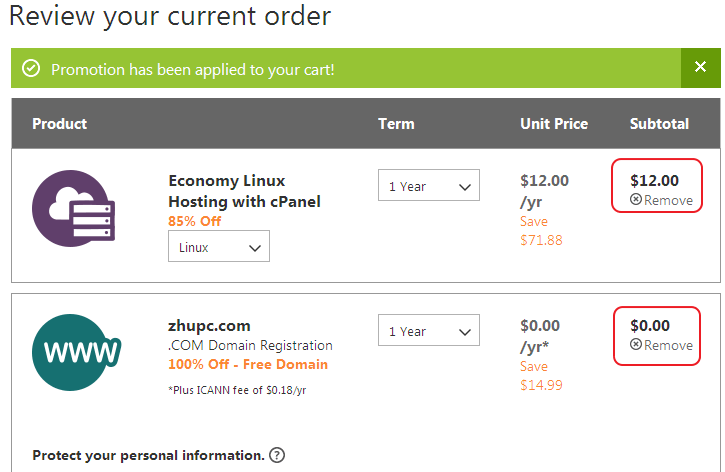 Review your current order
Promotion has been applied to your cart!
Product Term Unit Price Subtotal
Economy Linux
Hosting with cPanel
85% Off
Linux
1 Year
$12.00
/yr
Save
$71.88
$12.00
Remove
WWW
zhupc.com
.COM Domain Registration
100% Off - Free Domain
*Plus ICANN fee of $0.18/yr
1 Year
$0.00
/yr*
Save
$14.99
$0.00
Remove
Protect your personal information. ?